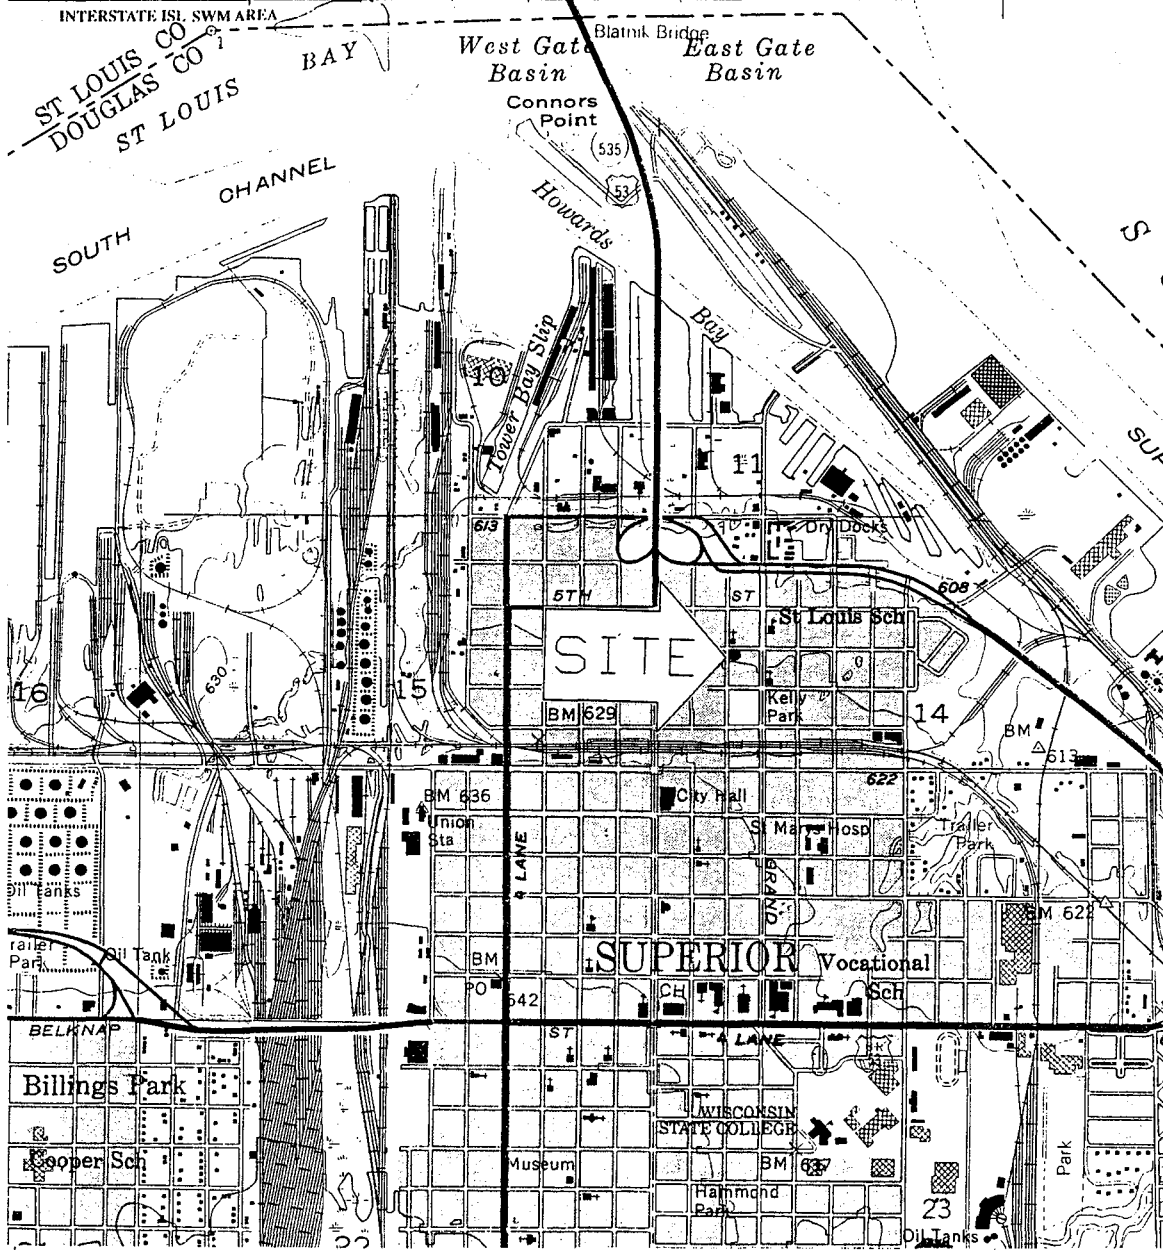 INTERSTATE ISL SWM AREA
ST LOUIS CO
DOUGLAS CO
ST LOUIS
BAY
West Gate
Basin
Blatnik Bridge
East Gate
Basin
Connors
Point
535
53
SOUTH
CHANNEL
Howards
Bay
S
SUP
10
Tower Bay Slip
11
613
Dry Docks
5TH
ST
608
St Louis Sch
SITE
16
630
15
BM 629
Kelly
Park
14
BM
613
622
BM 636
Union
Sta
City Hall
St Marys Hosp
Trailer
Park
4 LANE
GRAND
Oil Tanks
BM 622
Trailer
Park
Oil Tank
SUPERIOR
Vocational
Sch
BM
PO
642
CH
BELKNAP
ST
4 LANE
Billings Park
WISCONSIN
STATE COLLEGE
Cooper Sch
Museum
BM 637
Park
Hammond
Park
23
Oil Tanks
22